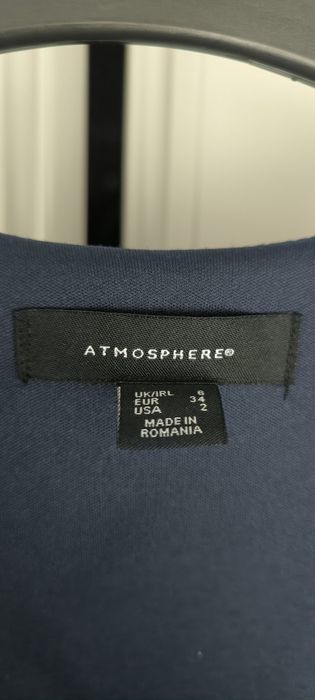 ATMOSPHERE®
UK/IRL 6
EUR 34
USA 2
MADE IN
ROMANIA